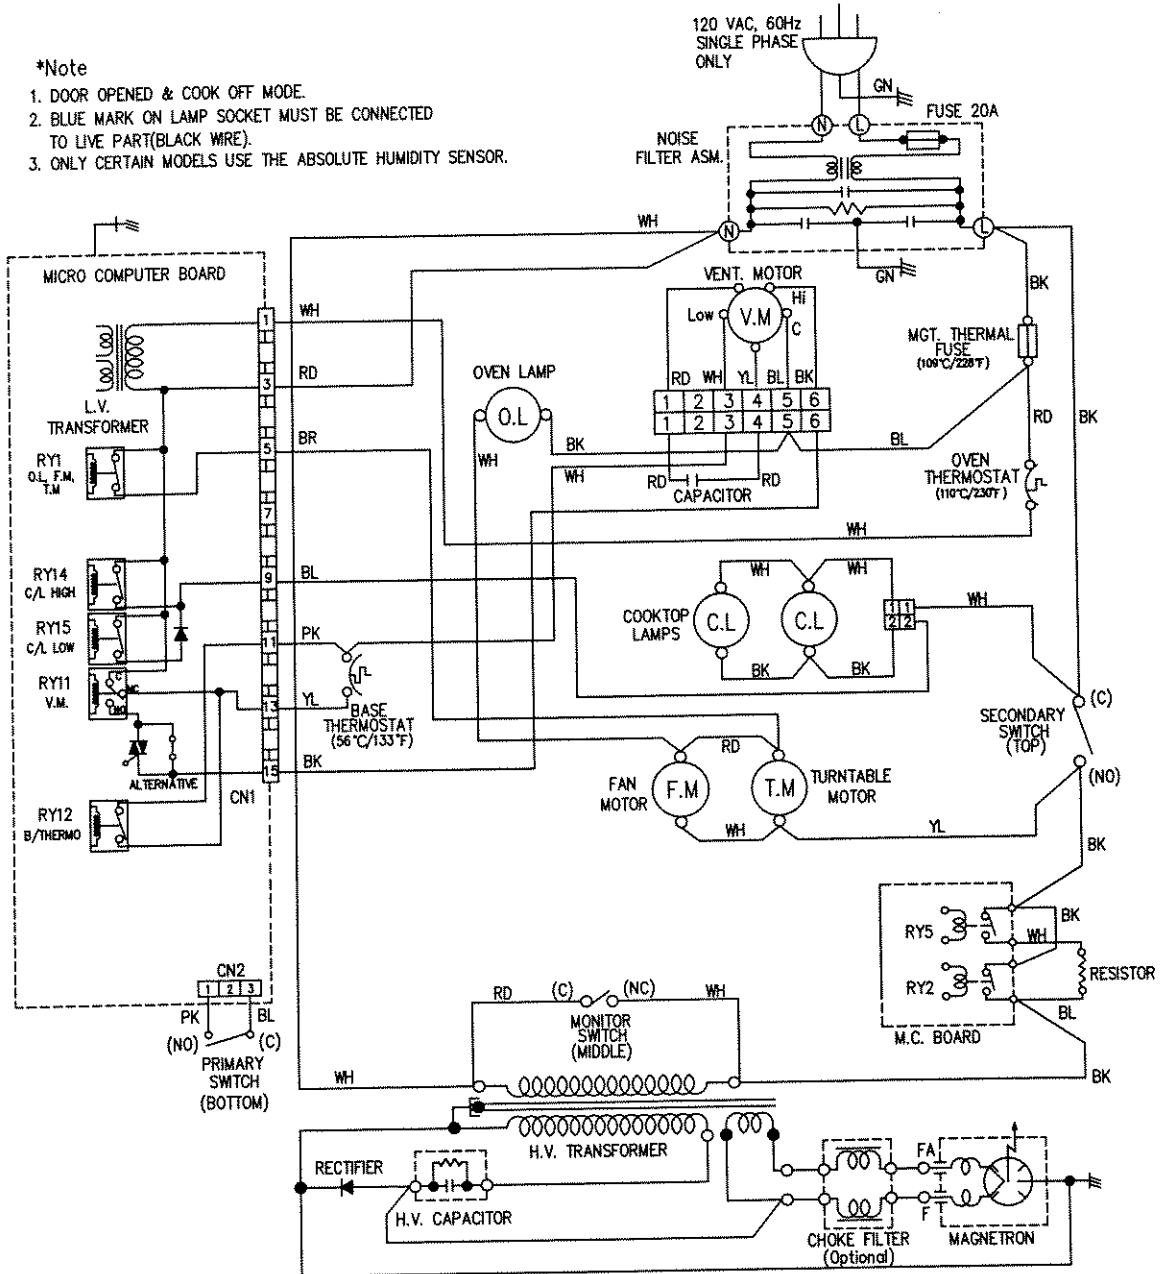 120 VAC, 60Hz
SINGLE PHASE
ONLY
*Note
1. DOOR OPENED & COOK OFF MODE.
2. BLUE MARK ON LAMP SOCKET MUST BE CONNECTED
TO LIVE PART(BLACK WIRE).
3. ONLY CERTAIN MODELS USE THE ABSOLUTE HUMIDITY SENSOR.
GN
FUSE 20A
N
L
NOISE
FILTER ASM.
WH
N
L
GN
MICRO COMPUTER BOARD
L.V.
TRANSFORMER
1
WH
3
RD
5
BR
7
9
BL
11
PK
13
YL
15
BK
CN1
RY1
O.L, F.M,
T.M
RY14
C/L HIGH
RY15
C/L LOW
RY11
V.M.
C
NC
NO
ALTERNATIVE
RY12
B/THERMO
BASE
THERMOSTAT
(56°C/133°F)
VENT. MOTOR
Low
V.M
Hi
C
RD WH YL BL BK
1 2 3 4 5 6
1 2 3 4 5 6
RD
RD
CAPACITOR
OVEN LAMP
O.L
WH
BK
WH
BL
BK
MGT. THERMAL
FUSE
(109°C/228°F)
RD
BK
OVEN
THERMOSTAT
(110°C/230°F)
WH
WH
WH
COOKTOP
LAMPS
C.L
C.L
1 1
2 2
WH
BK
BK
(C)
SECONDARY
SWITCH
(TOP)
(NO)
RD
FAN
MOTOR
F.M
T.M
TURNTABLE
MOTOR
WH
YL
BK
RY5
BK
WH
RY2
RESISTOR
BL
M.C. BOARD
CN2
1 2 3
PK
BL
(NO)
(C)
PRIMARY
SWITCH
(BOTTOM)
RD
(C)
(NC)
WH
MONITOR
SWITCH
(MIDDLE)
WH
BK
H.V. TRANSFORMER
RECTIFIER
H.V. CAPACITOR
FA
F
CHOKE FILTER
(Optional)
MAGNETRON